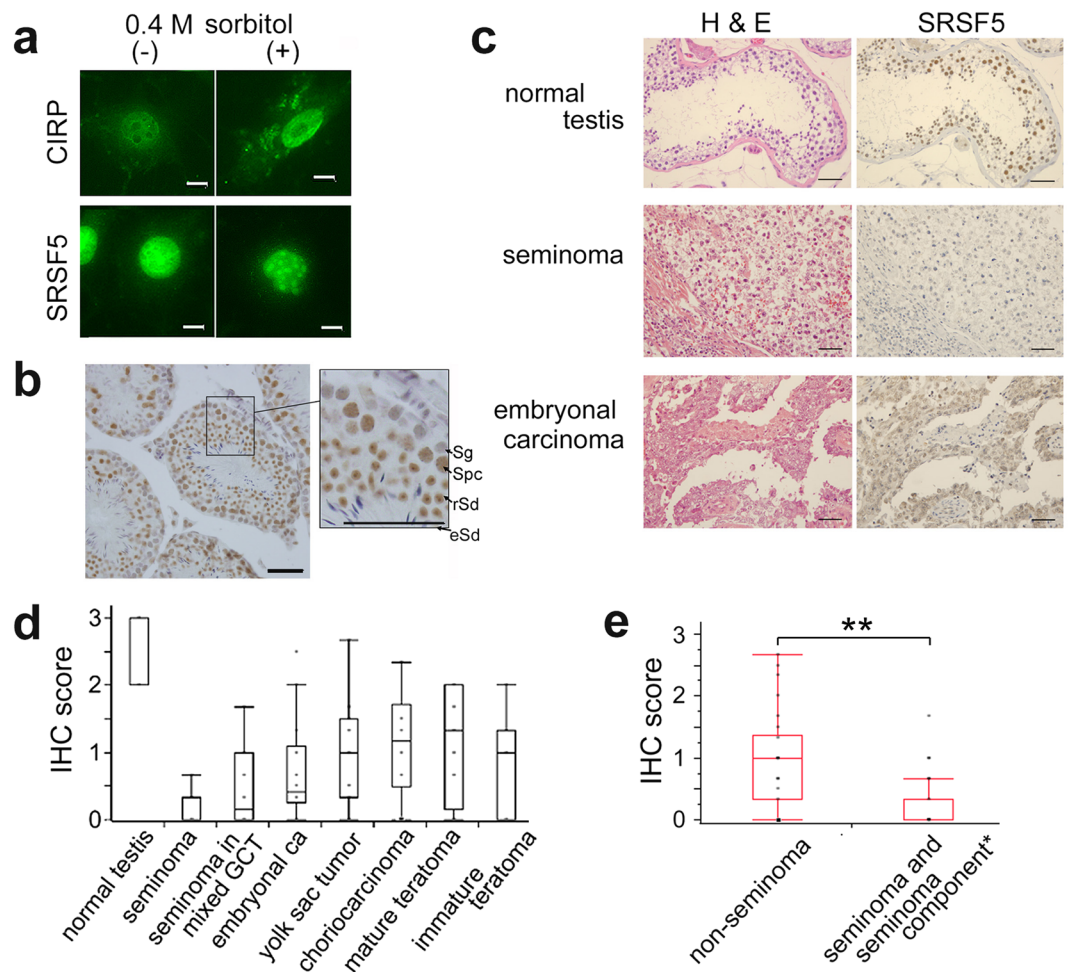 a
0.4 M sorbitol
(-)
(+)
CIRP
SRSF5
b
Sg
Spc
rSd
eSd
c
H & E
SRSF5
normal
testis
seminoma
embryonal
carcinoma
d
IHC score
3
2
1
0
normal testis
seminoma
seminoma in
mixed GCT
embryonal ca
yolk sac tumor
choriocarcinoma
mature teratoma
immature
teratoma
e
IHC score
3
2
1
0
**
non-seminoma
seminoma and
seminoma
component*